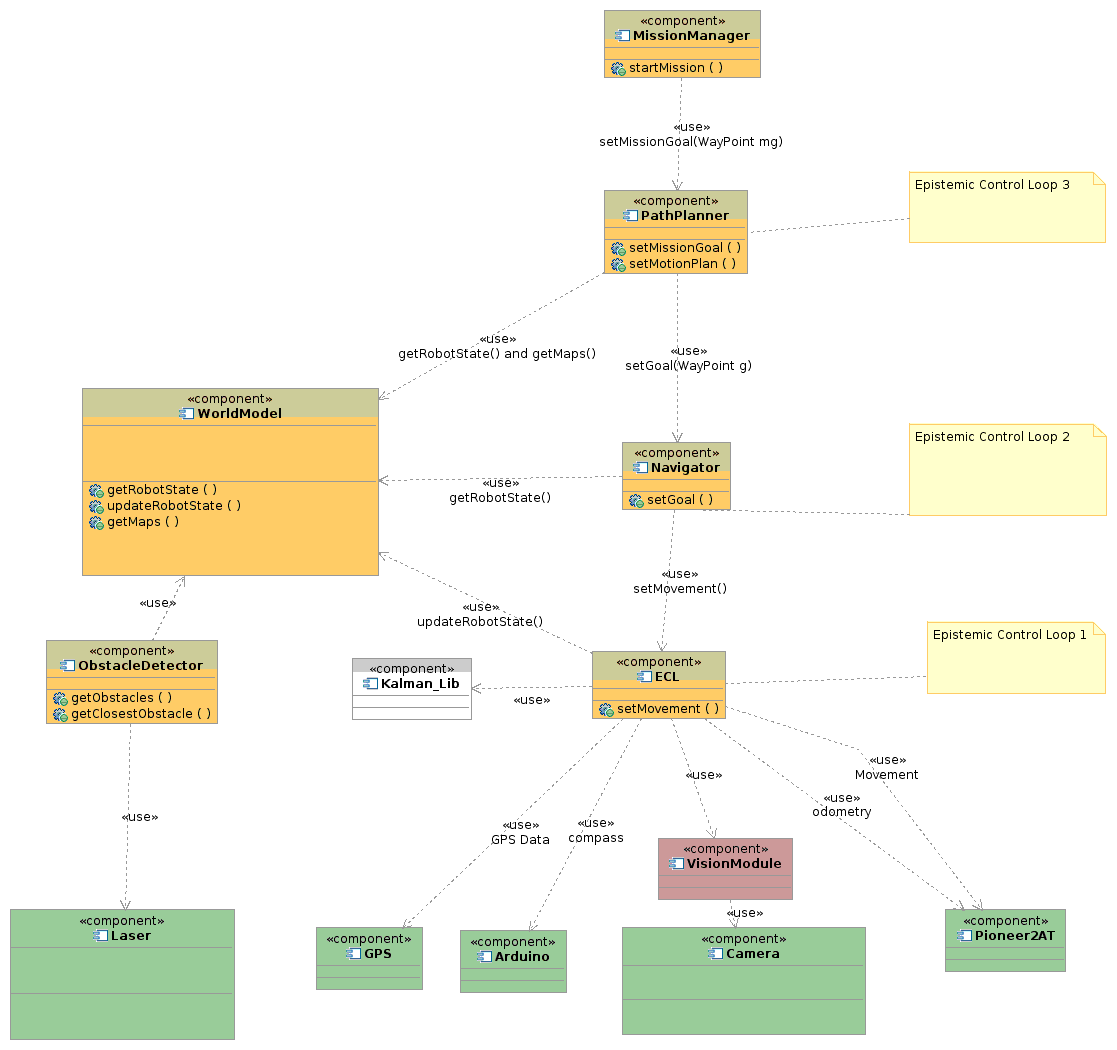 «component»
MissionManager
startMission ( )
«use»
setMissionGoal(WayPoint mg)
Epistemic Control Loop 3
«component»
PathPlanner
setMissionGoal ( )
setMotionPlan ( )
«use»
getRobotState() and getMaps()
«use»
setGoal(WayPoint g)
«component»
WorldModel
getRobotState ( )
updateRobotState ( )
getMaps ( )
Epistemic Control Loop 2
«component»
Navigator
setGoal ( )
«use»
getRobotState()
«use»
setMovement()
«use»
«use»
updateRobotState()
Epistemic Control Loop 1
«component»
ObstacleDetector
getObstacles ( )
getClosestObstacle ( )
«component»
Kalman_Lib
«use»
«component»
ECL
setMovement ( )
«use»
Movement
«use»
«use»
odometry
«use»
«use»
GPS Data
«use»
compass
«component»
VisionModule
«use»
«component»
Laser
«component»
GPS
«component»
Arduino
«component»
Camera
«component»
Pioneer2AT